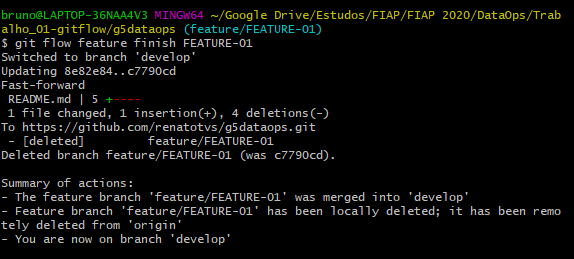 bruno@LAPTOP-36NAA4V3 MINGW64 ~/Google Drive/Estudos/FIAP/FIAP 2020/DataOps/Trab
alho_01-gitflow/g5dataops (feature/FEATURE-01)
$ git flow feature finish FEATURE-01
Switched to branch 'develop'
Updating 8e82e84..c7790cd
Fast-forward
 README.md | 5 +----
 1 file changed, 1 insertion(+), 4 deletions(-)
To https://github.com/renatotvs/g5dataops.git
 - [deleted]         feature/FEATURE-01
Deleted branch feature/FEATURE-01 (was c7790cd).

Summary of actions:
- The feature branch 'feature/FEATURE-01' was merged into 'develop'
- Feature branch 'feature/FEATURE-01' has been locally deleted; it has been remo
tely deleted from 'origin'
- You are now on branch 'develop'